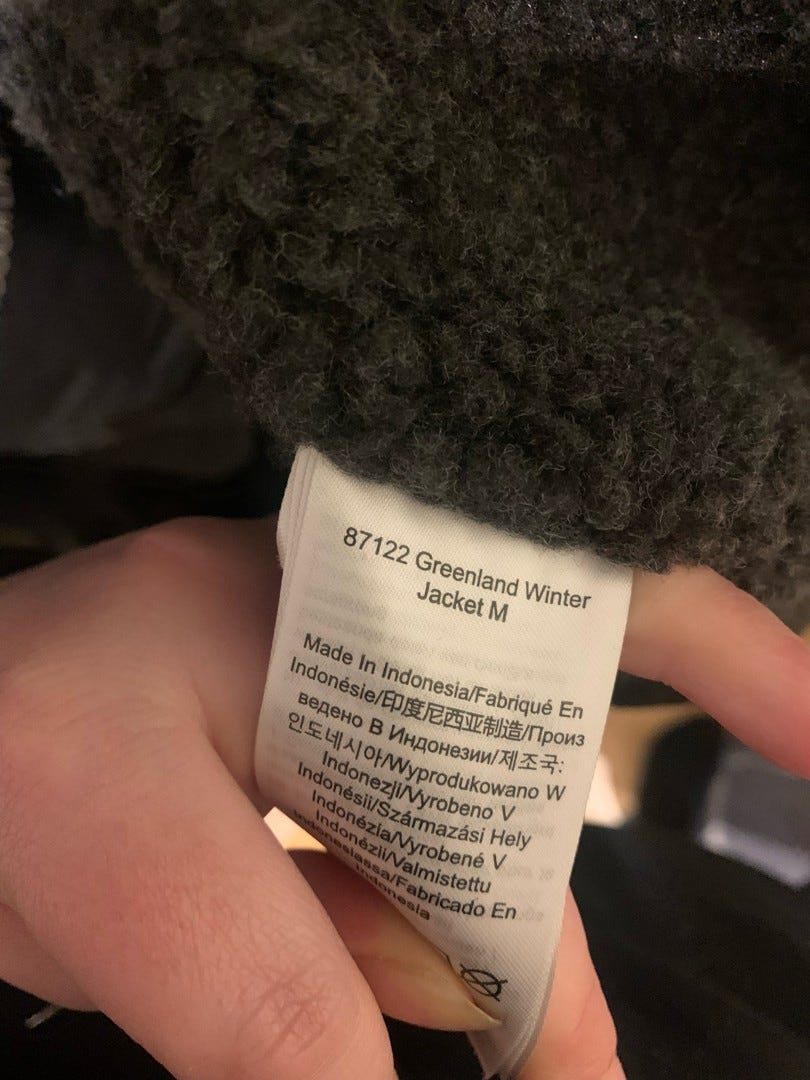 87122 Greenland Winter
Jacket M
Made In Indonesia/Fabriqué En
Indonésie/印度尼西亚制造/Произ
ведено В Индонезии/제조국:
인도네시아/Wyprodukowano W
Indonezji/Vyrobeno V
Indonésii/Származási Hely
Indonézia/Vyrobené V
Indonézii/Valmistettu
Indonesiassa/Fabricado En
Indonesia